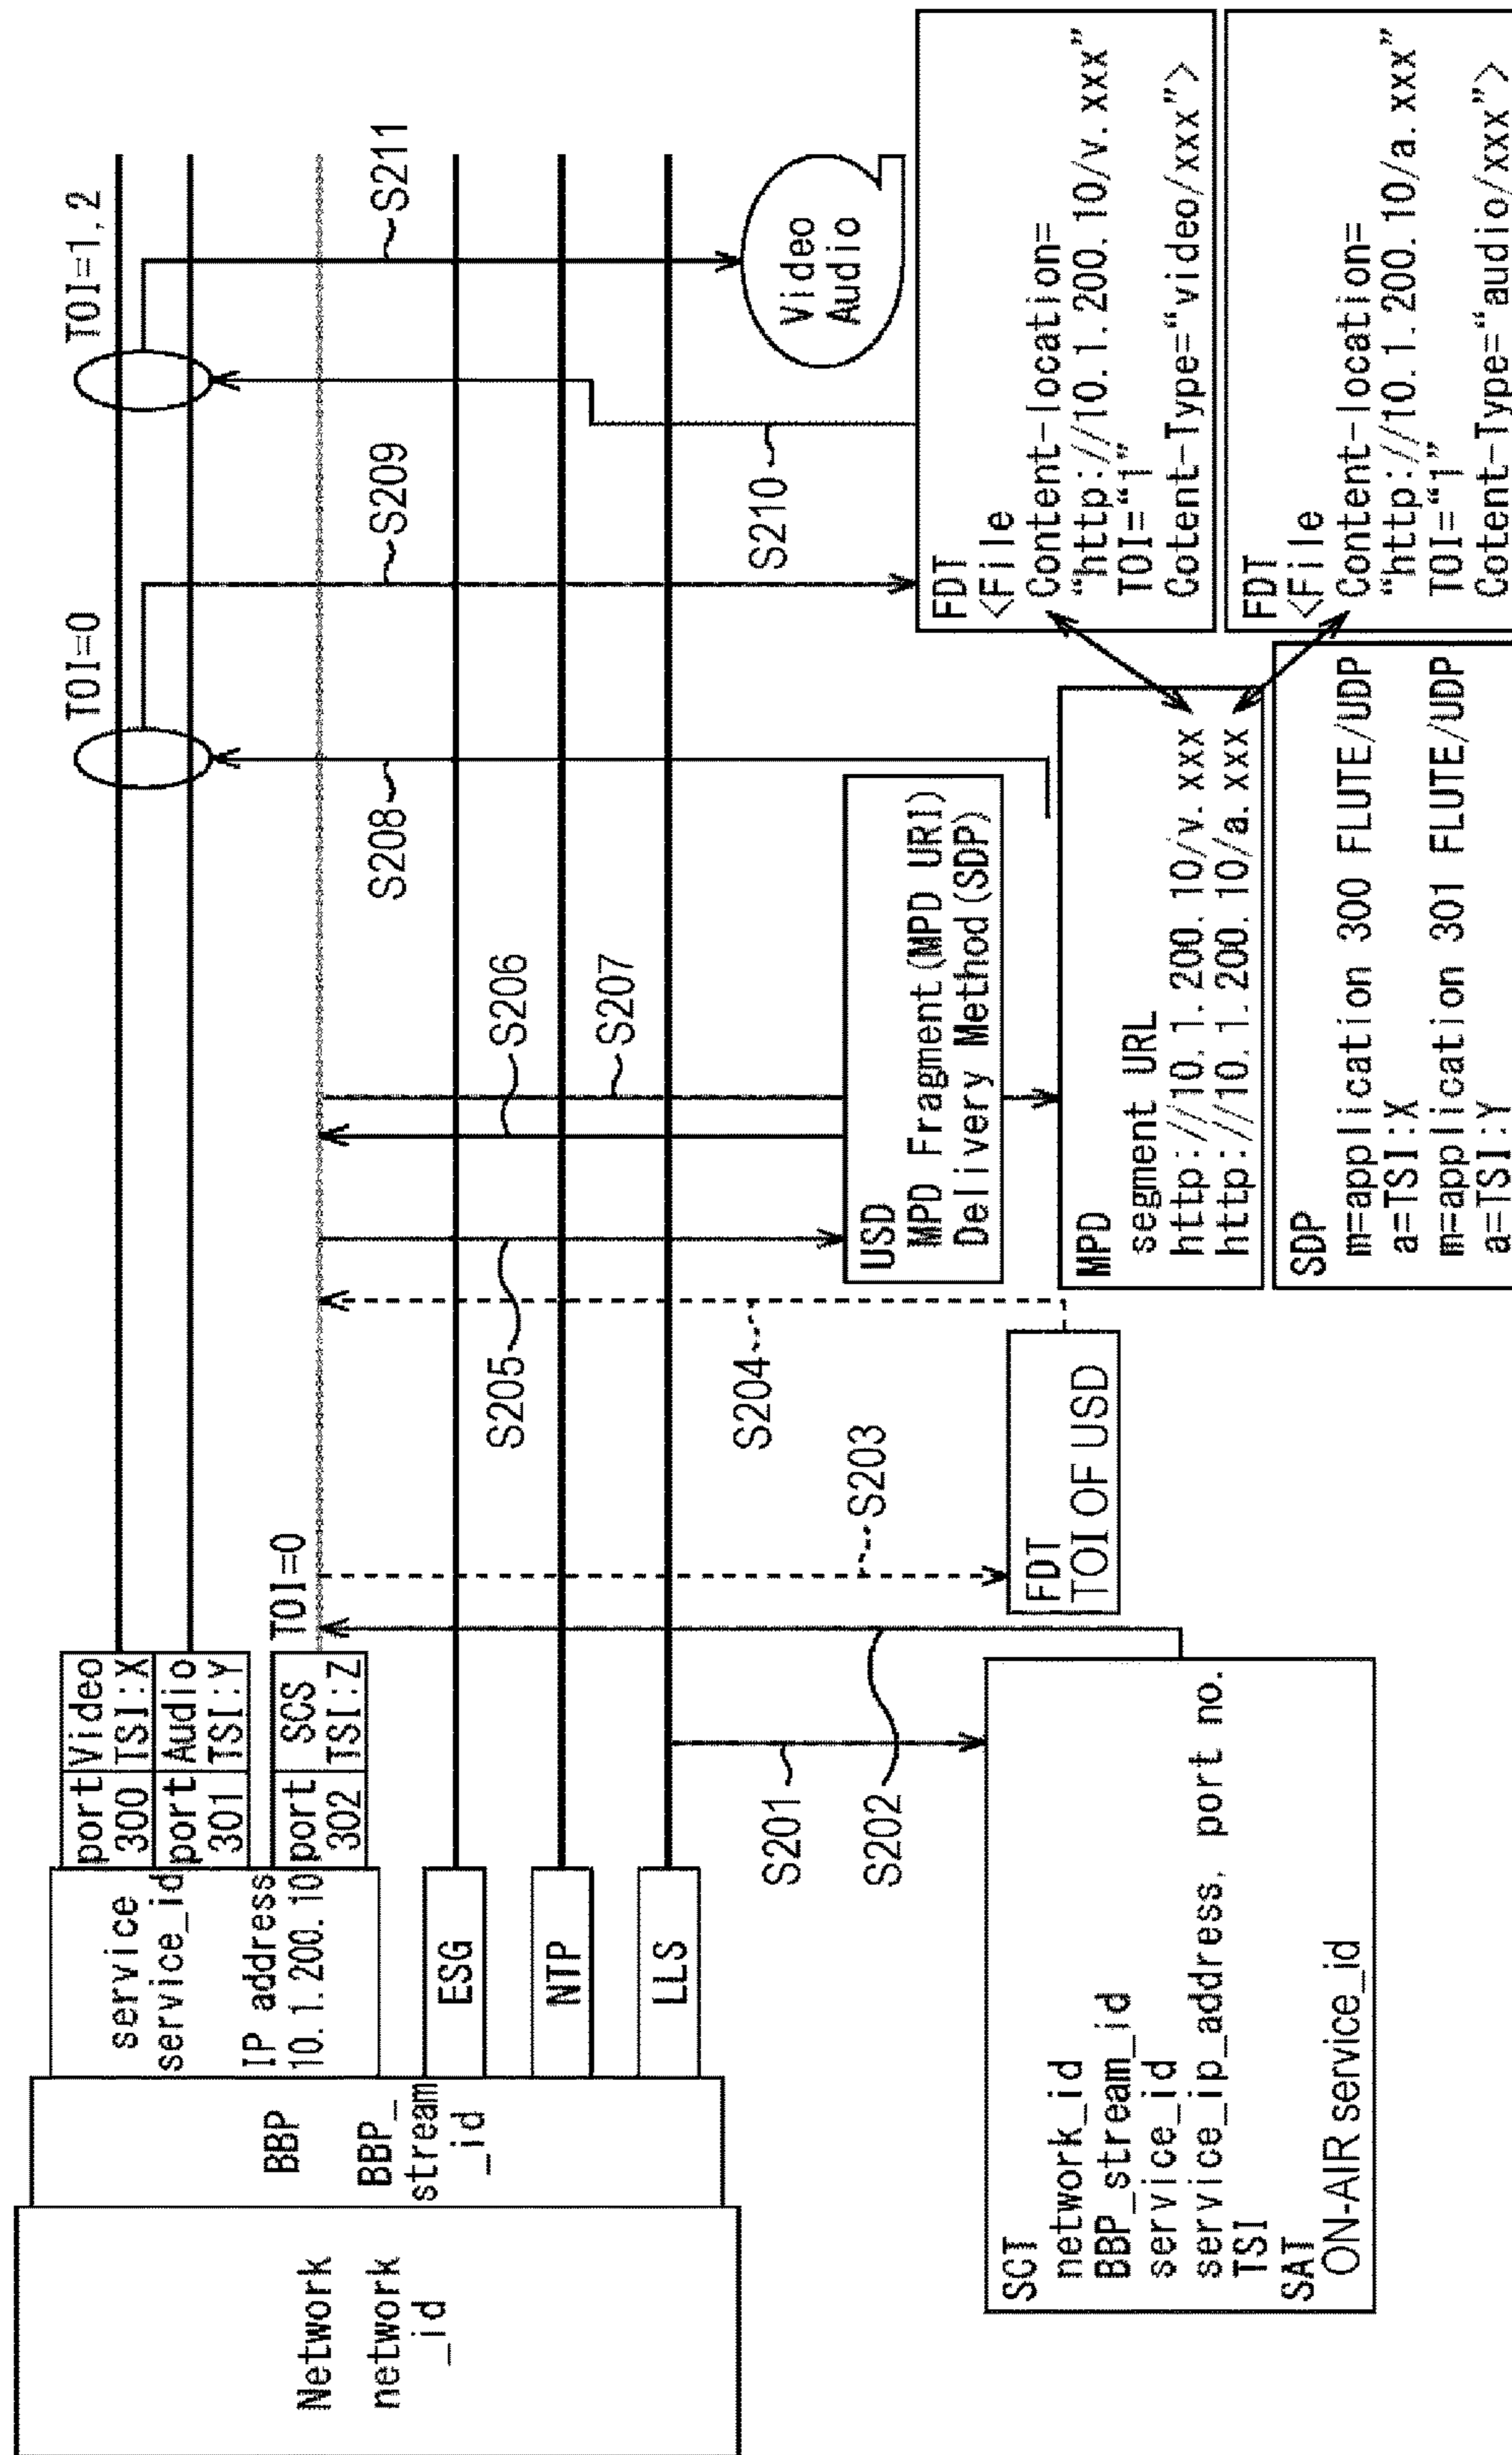 Network
network
_id
BBP
BBP_
stream
_id
service
service_id
IP address
10.1.200.10
port
300
Video
TSI:X
port
301
Audio
TSI:Y
port
302
SCS
TSI:Z
ESG
NTP
LLS
TOI=0
TOI=0
TOI=1,2
S201
S202
S203
S204
S205
S206
S207
S208
S209
S210
S211
SCT
network_id
BBP_stream_id
service_id
service_ip_address, port no.
TSI
SAT
ON-AIR service_id
FDT
TOI OF USD
USD
MPD Fragment(MPD URI)
Delivery Method(SDP)
MPD
segment URL
http://10.1.200.10/v.xxx
http://10.1.200.10/a.xxx
SDP
m=application 300 FLUTE/UDP
a=TSI:X
m=application 301 FLUTE/UDP
a=TSI:Y
Video
Audio
FDT
<File
Content-location=
“http://10.1.200.10/v.xxx”
TOI=“1”
Cotent-Type=“video/xxx”>
FDT
<File
Content-location=
“http://10.1.200.10/a.xxx”
TOI=“1”
Cotent-Type=“audio/xxx”>